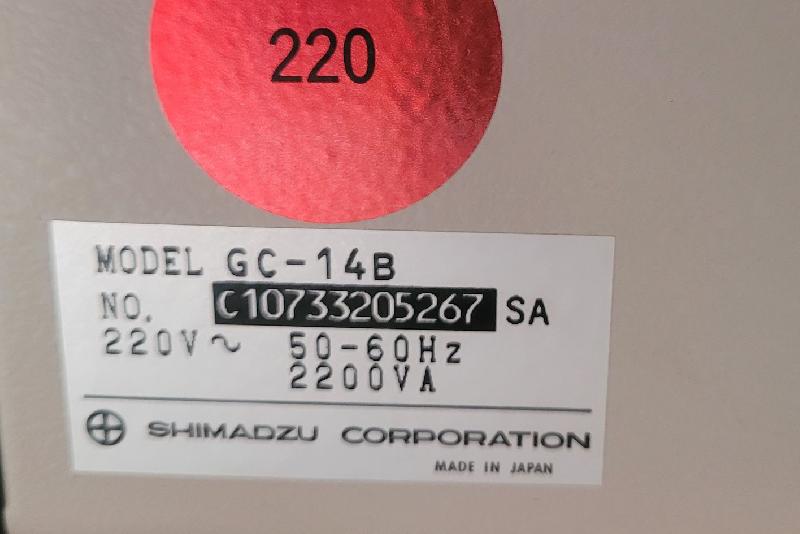 220
MODEL GC-14B
NO. C10733205267 SA
220V~ 50-60Hz
2200VA
SHIMADZU CORPORATION
MADE IN JAPAN